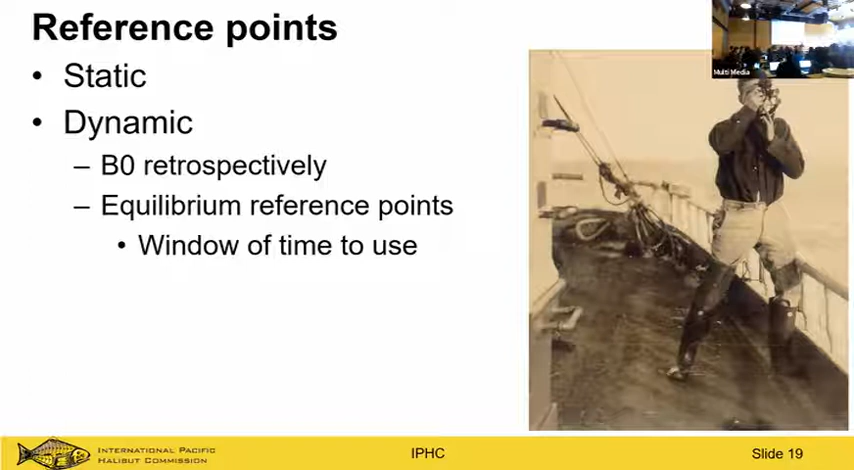 Reference points
• Static
• Dynamic
– B0 retrospectively
– Equilibrium reference points
• Window of time to use
Multi Media
INTERNATIONAL PACIFIC
HALIBUT COMMISSION
IPHC
Slide 19